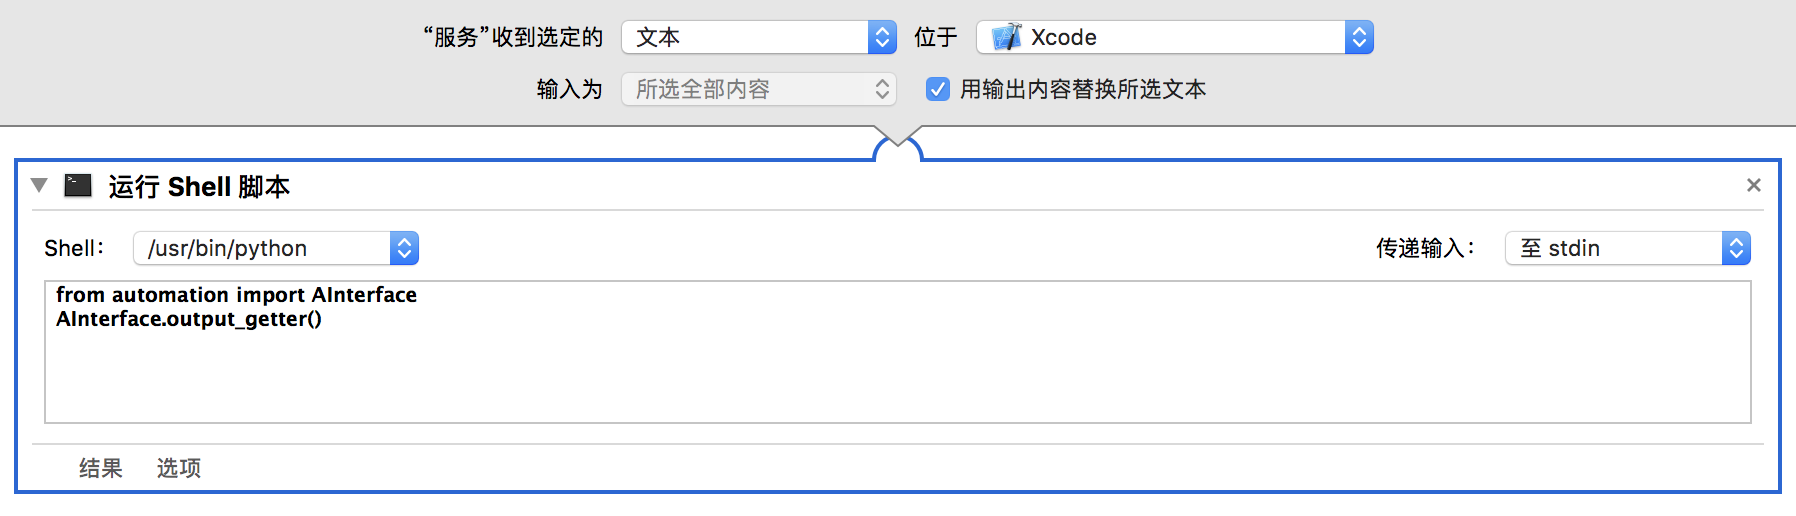 “服务”收到选定的 文本 位于 Xcode
输入为 所选全部内容 用输出内容替换所选文本
运行 Shell 脚本
Shell: /usr/bin/python 传递输入: 至 stdin
from automation import AInterface
AInterface.output_getter()
结果 选项